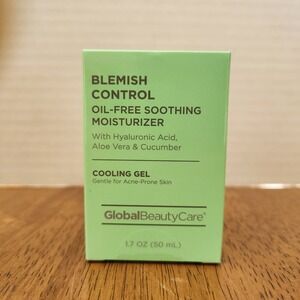 BLEMISH
CONTROL
OIL-FREE SOOTHING
MOISTURIZER
With Hyaluronic Acid,
Aloe Vera & Cucumber
COOLING GEL
Gentle for Acne-Prone Skin
GlobalBeautyCare®
1.7 OZ (50 mL)